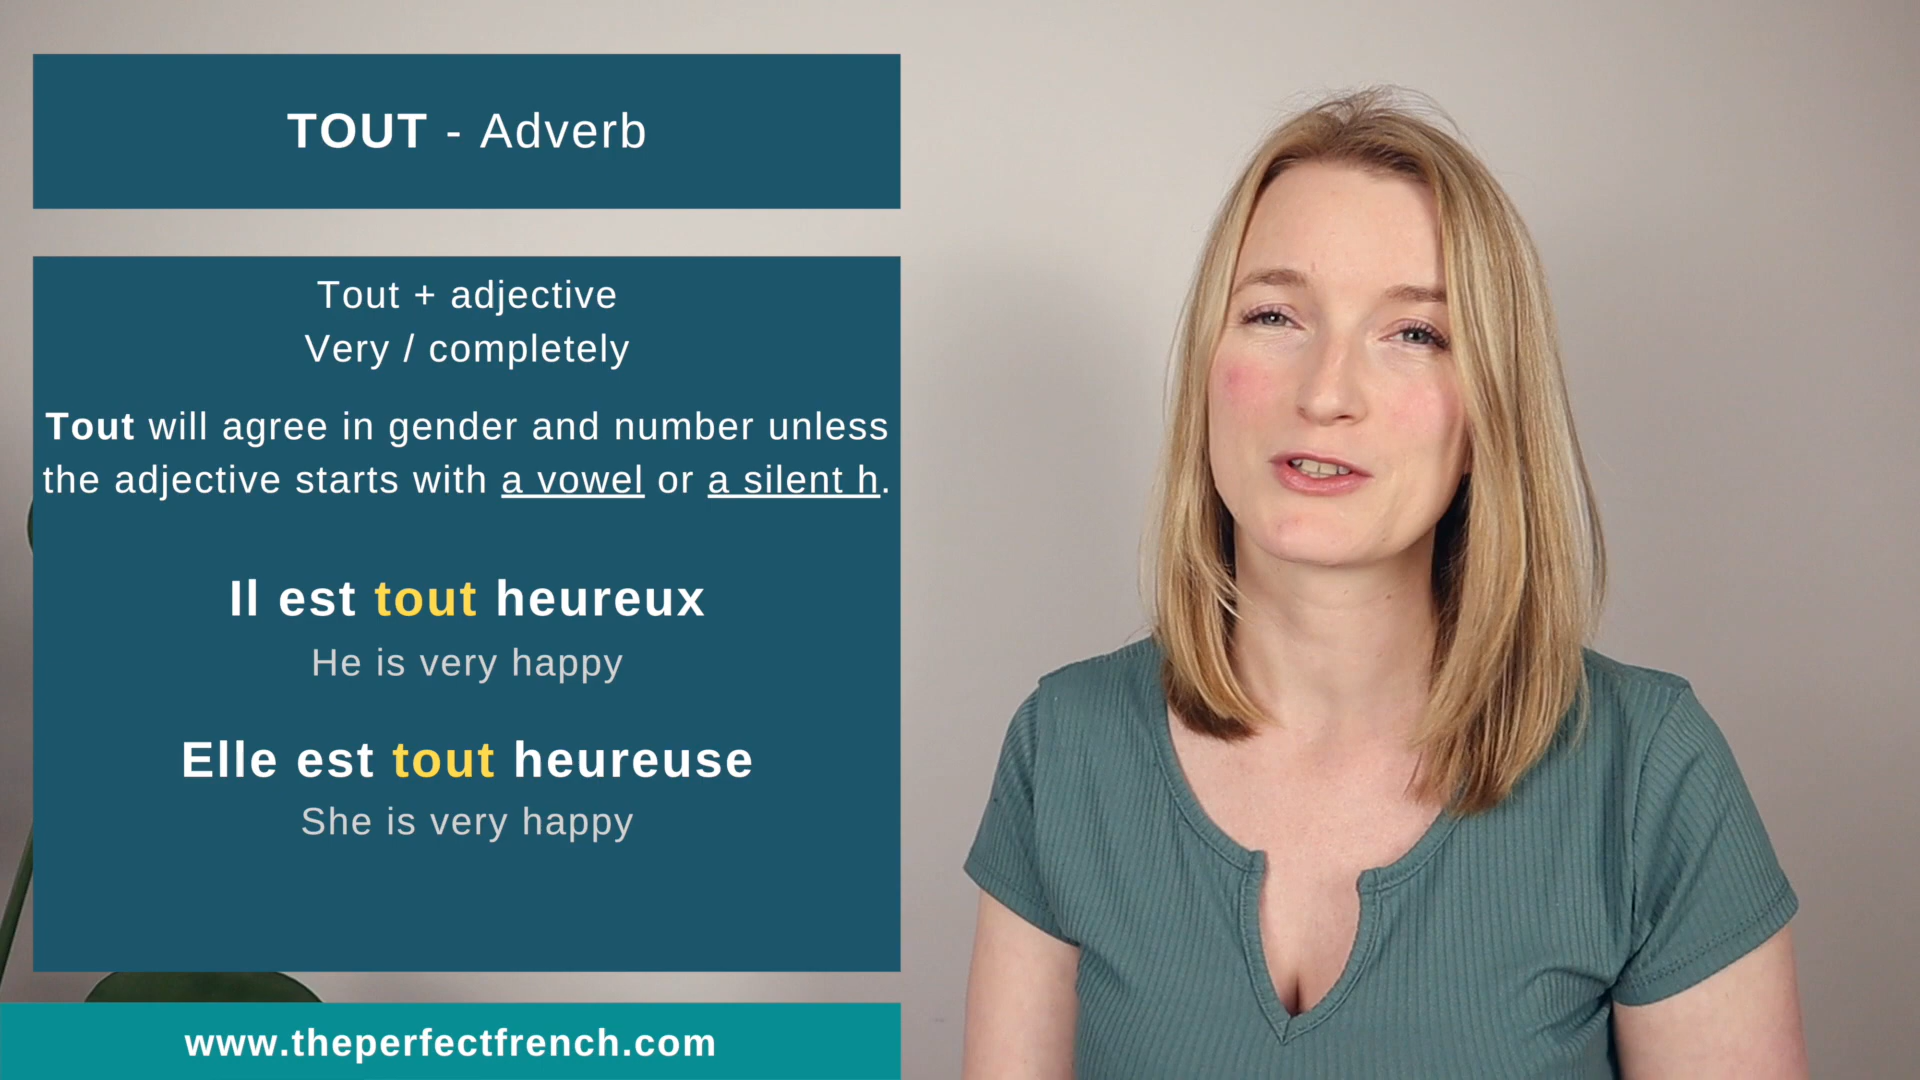 TOUT - Adverb
Tout + adjective
Very / completely
Tout will agree in gender and number unless
the adjective starts with a vowel or a silent h.
Il est tout heureux
He is very happy
Elle est tout heureuse
She is very happy
www.theperfectfrench.com